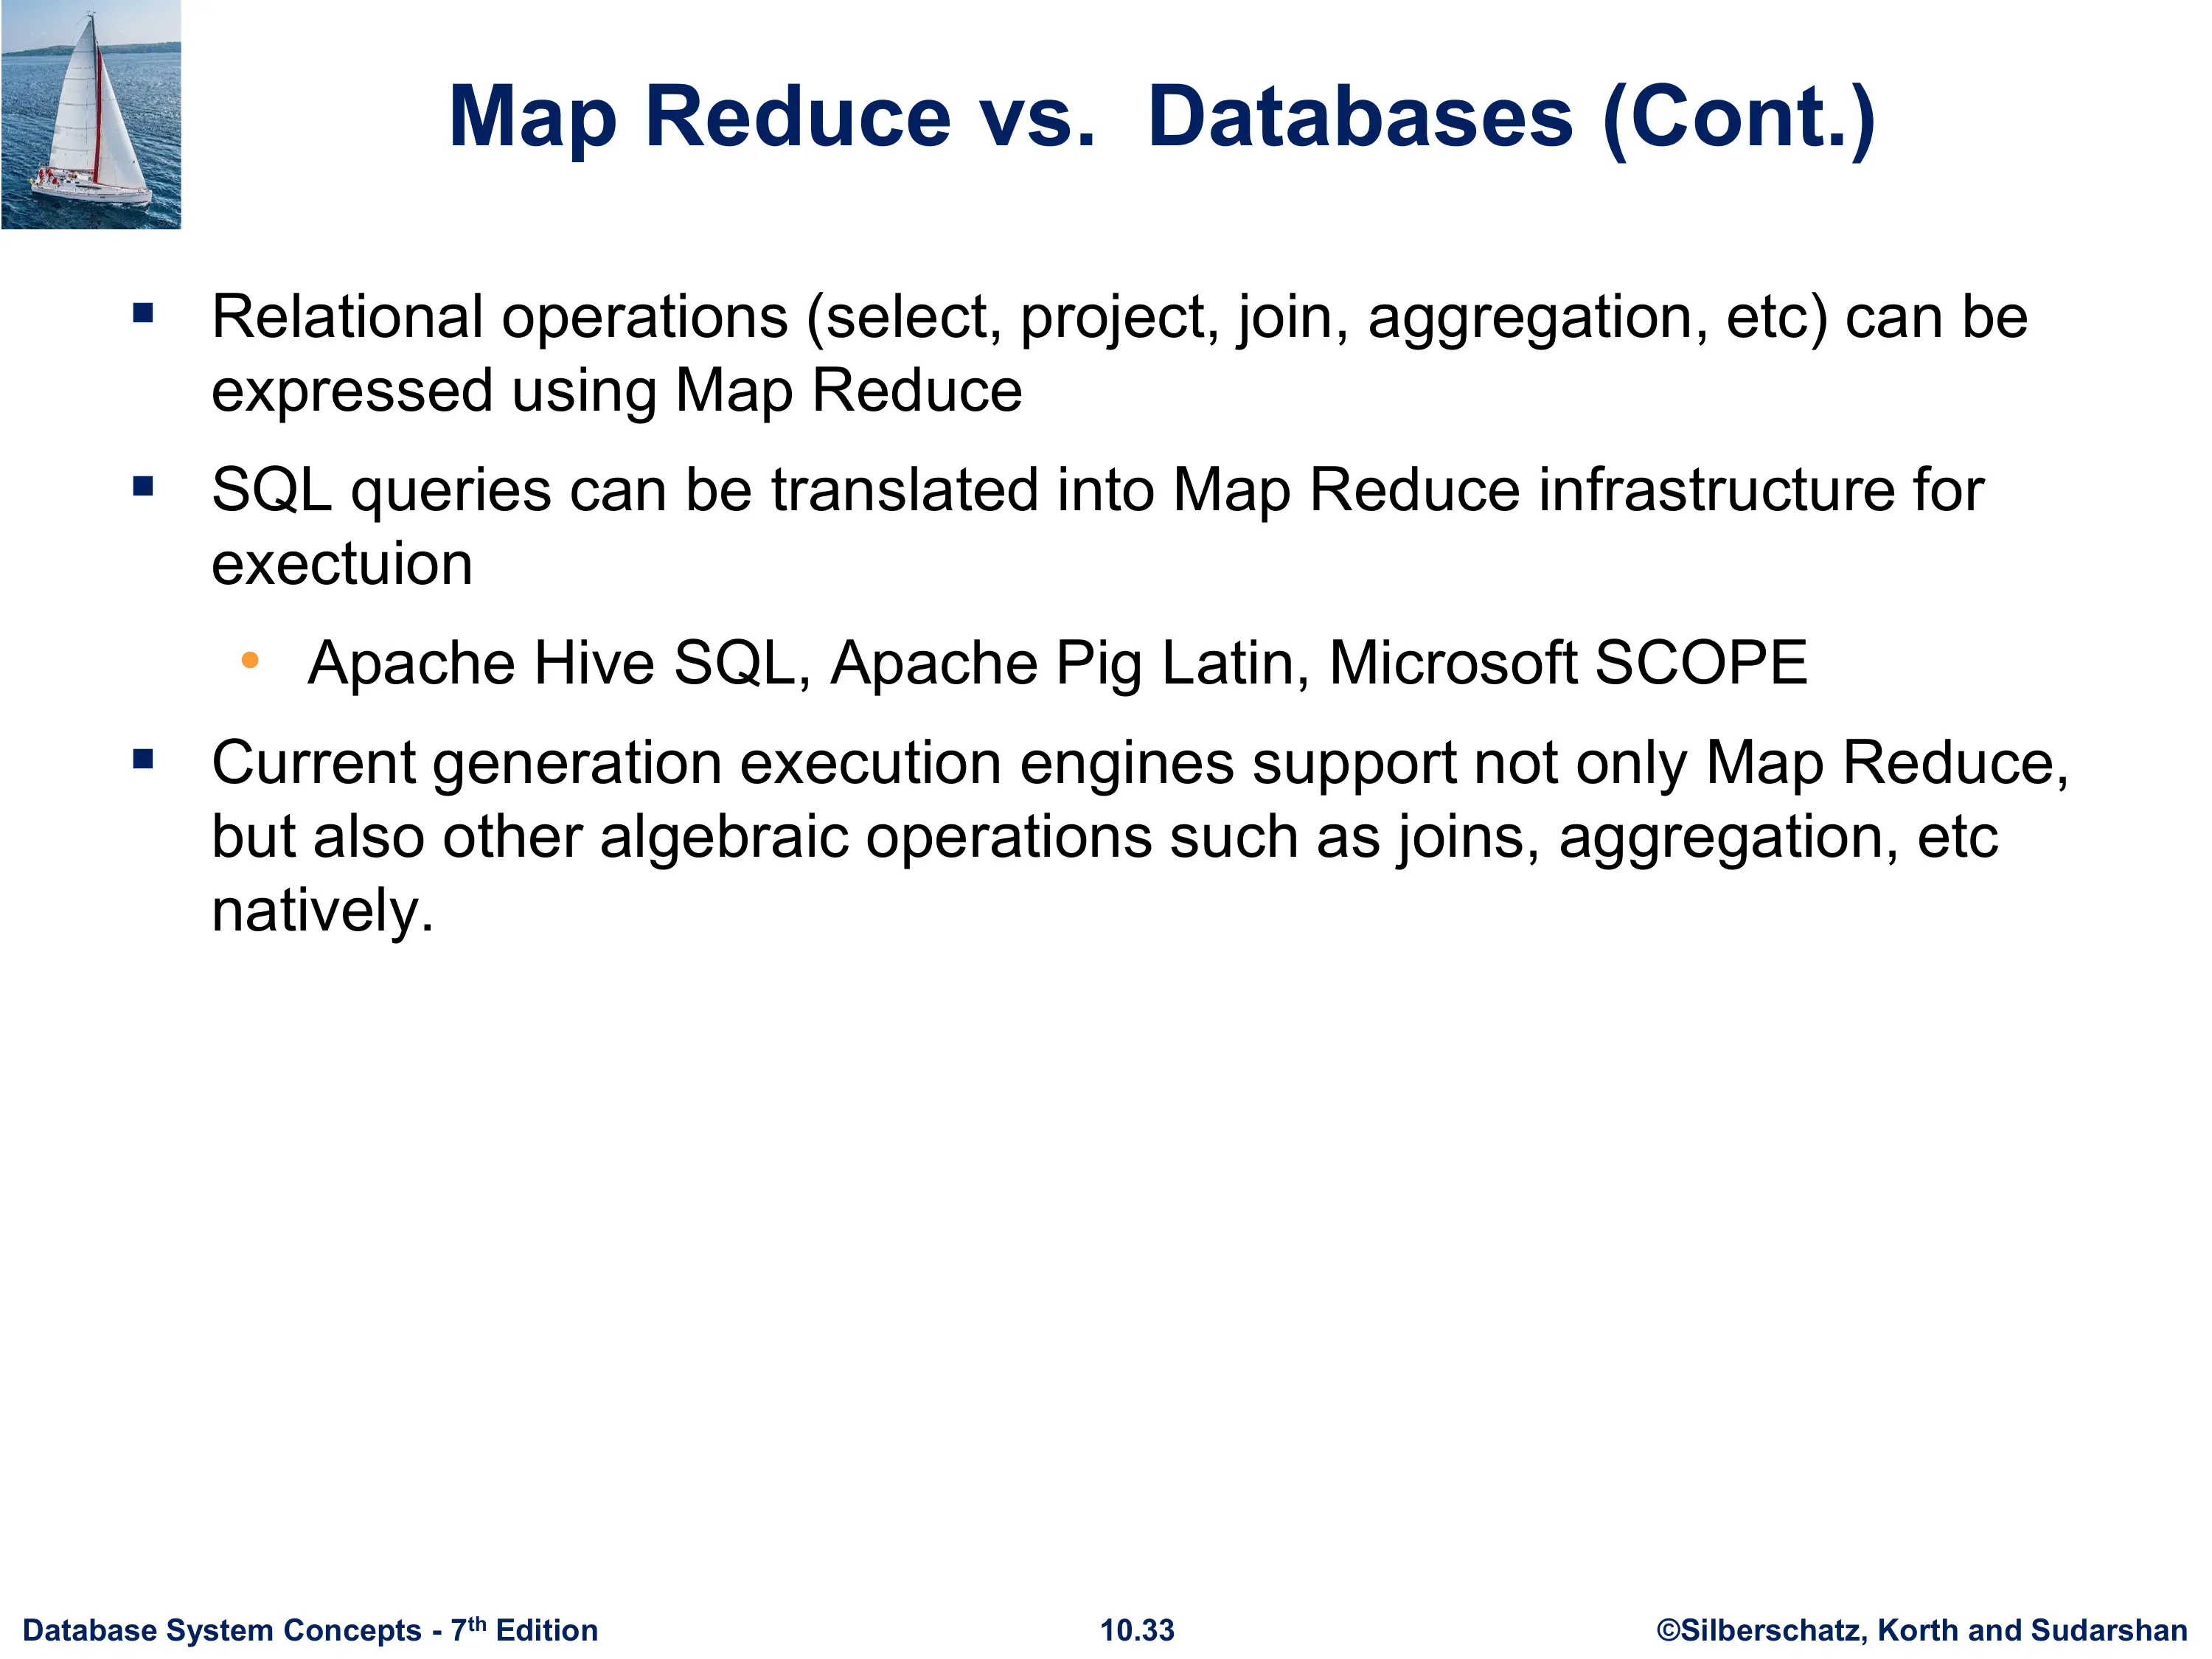 Map Reduce vs.  Databases (Cont.)
▪ Relational operations (select, project, join, aggregation, etc) can be
expressed using Map Reduce
▪ SQL queries can be translated into Map Reduce infrastructure for
exectuion
• Apache Hive SQL, Apache Pig Latin, Microsoft SCOPE
▪ Current generation execution engines support not only Map Reduce,
but also other algebraic operations such as joins, aggregation, etc
natively.
Database System Concepts - 7th Edition
10.33
©Silberschatz, Korth and Sudarshan